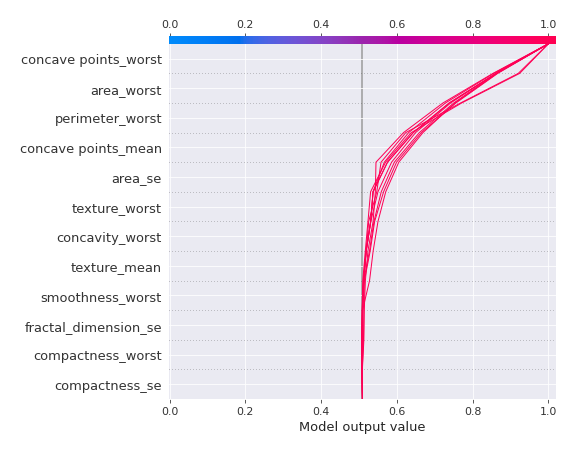 0.0 0.2 0.4 0.6 0.8 1.0
concave points_worst
area_worst
perimeter_worst
concave points_mean
area_se
texture_worst
concavity_worst
texture_mean
smoothness_worst
fractal_dimension_se
compactness_worst
compactness_se
0.0 0.2 0.4 0.6 0.8 1.0
Model output value